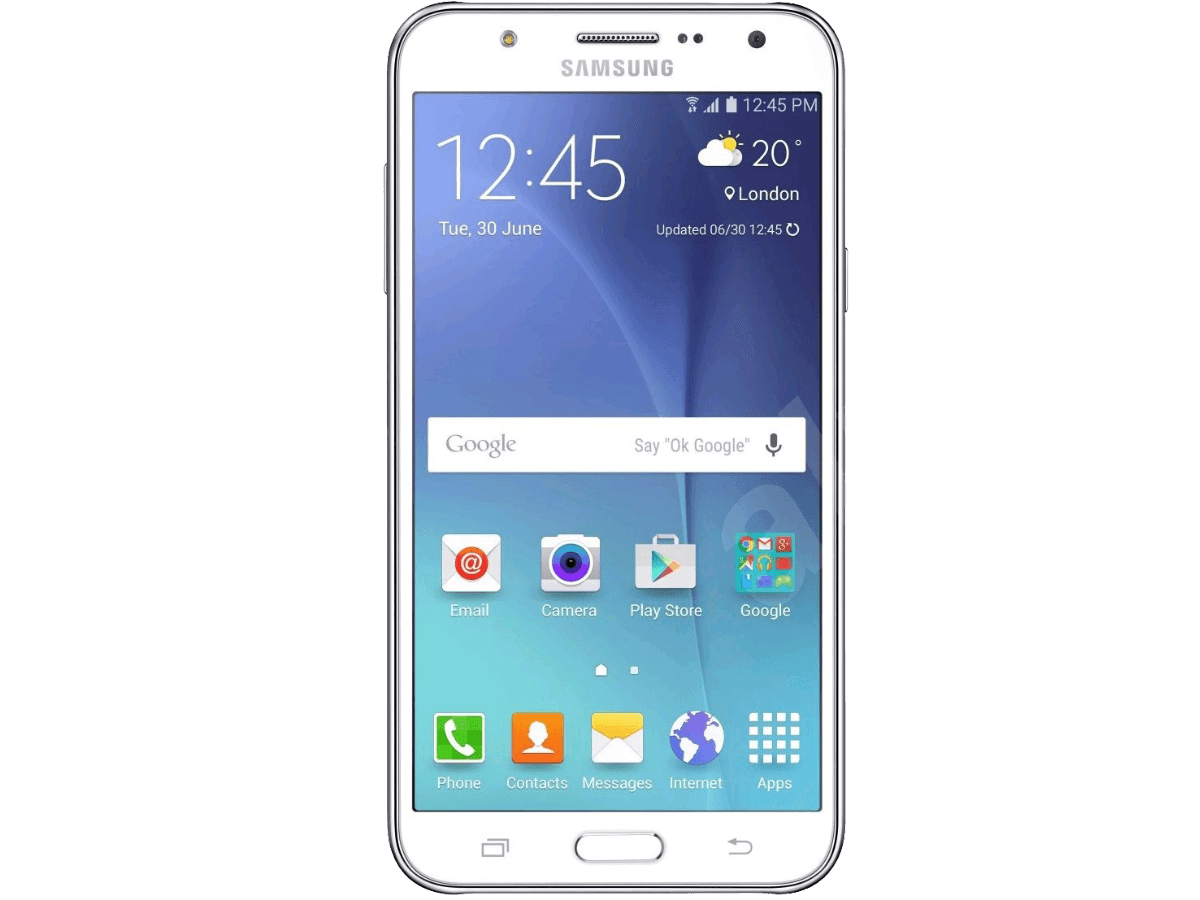 SAMSUNG
12:45 PM
12:45
20°
London
Tue, 30 June
Updated 06/30 12:45
Google
Say "Ok Google"
Email
Camera
Play Store
Google
Phone
Contacts
Messages
Internet
Apps